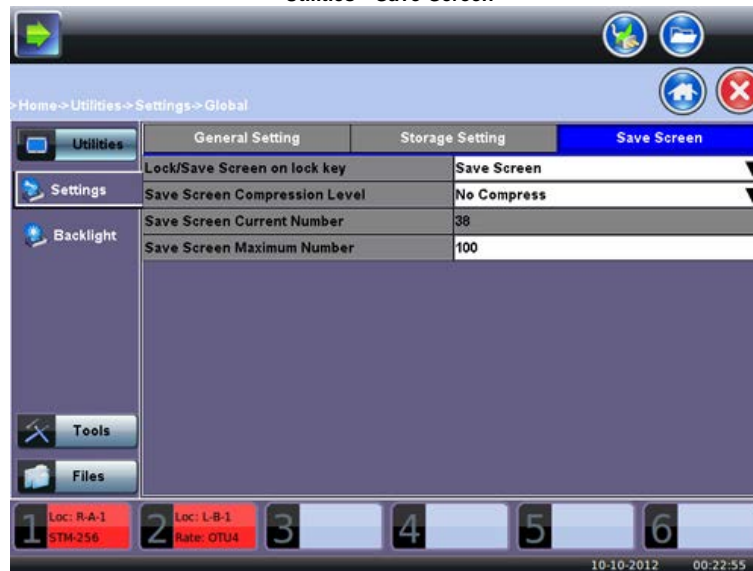 >Home->Utilities->Settings->Global
Utilities
General Setting
Storage Setting
Save Screen
Lock/Save Screen on lock key
Save Screen
Settings
Save Screen Compression Level
No Compress
Save Screen Current Number
38
Backlight
Save Screen Maximum Number
100
Tools
Files
1
Loc: R-A-1
STM-256
2
Loc: L-B-1
Rate: OTU4
3
4
5
6
10-10-2012 00:22:55